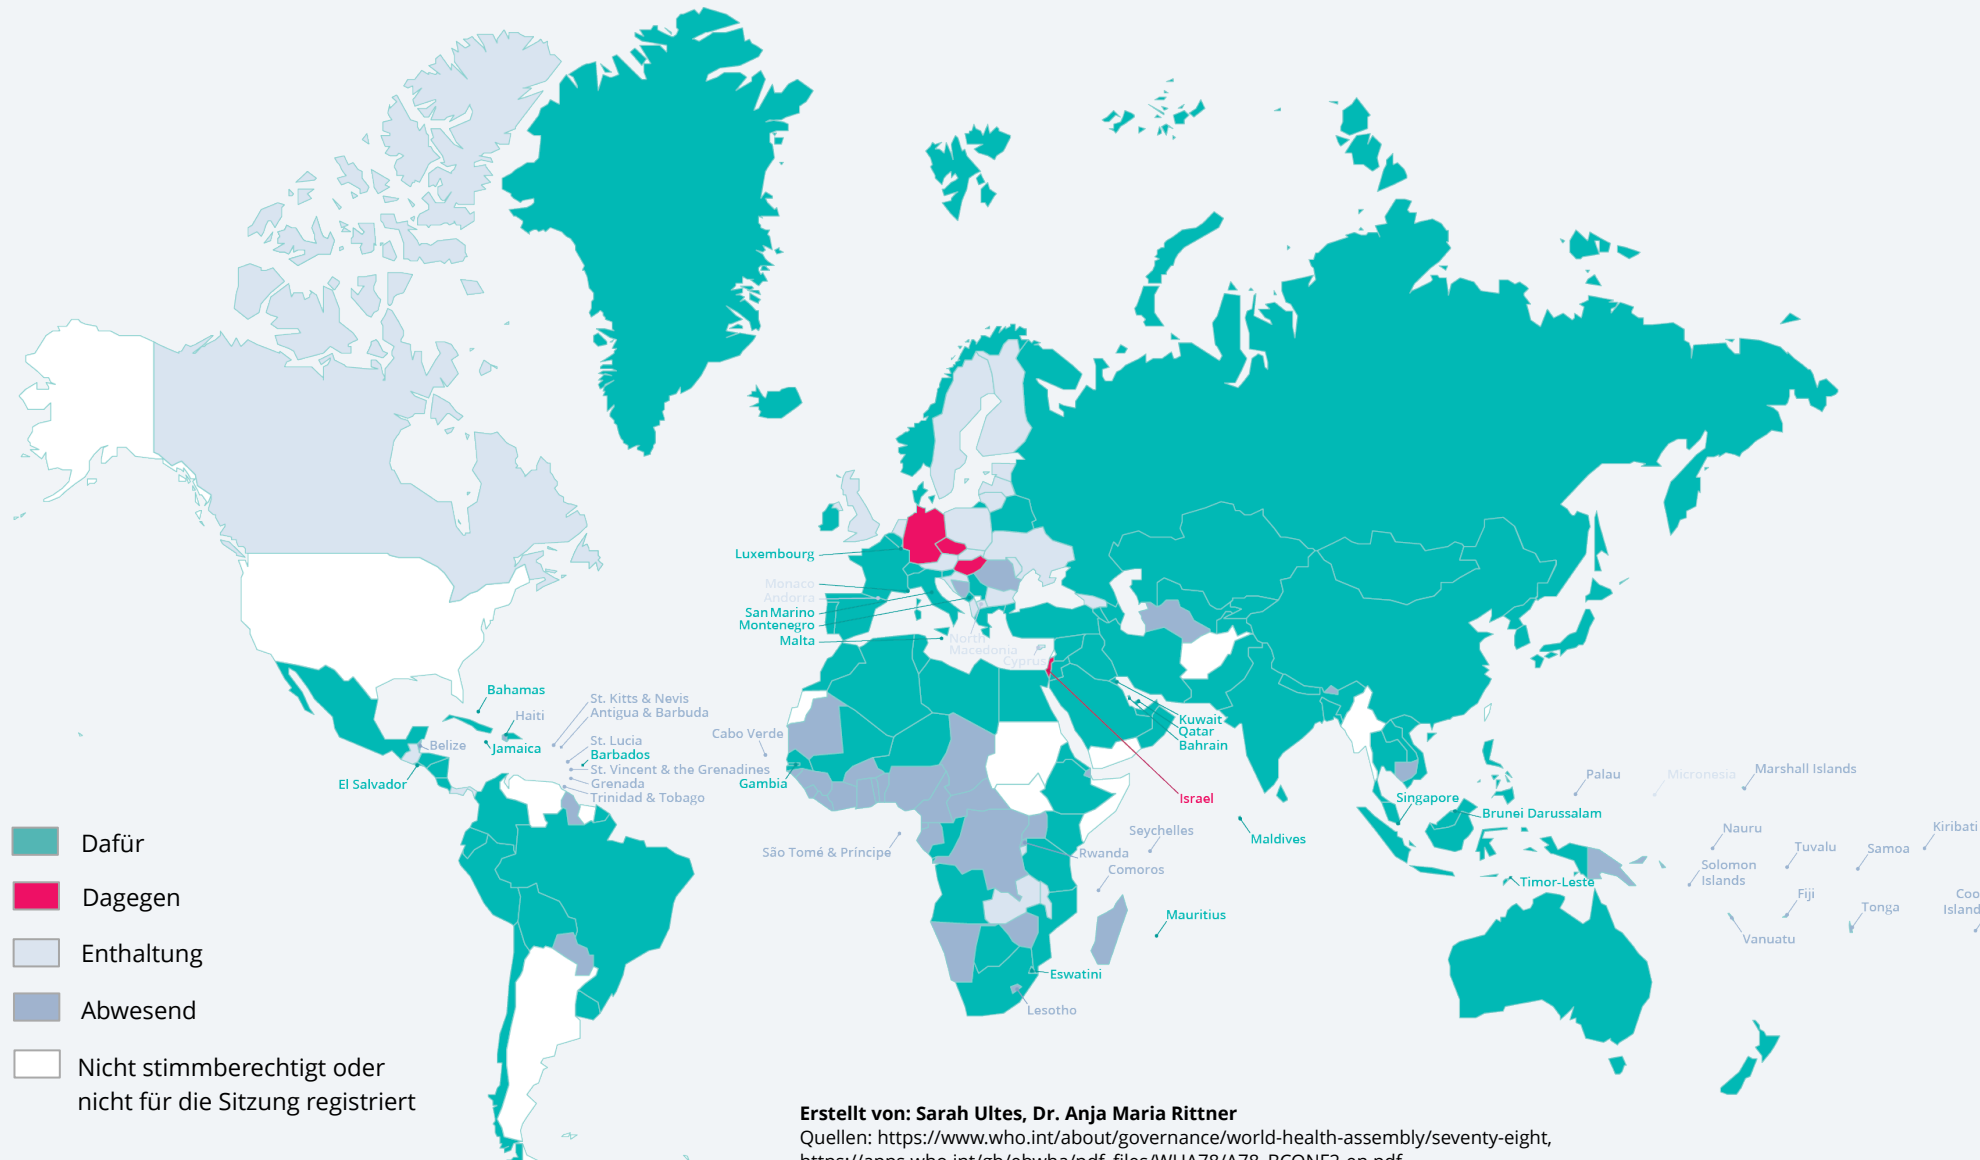 Luxembourg
Monaco
Andorra
San Marino
Montenegro
Malta
North
Macedonia
Cyprus
Bahamas
Haiti
Jamaica
Belize
El Salvador
St. Kitts & Nevis
Antigua & Barbuda
St. Lucia
Barbados
St. Vincent & the Grenadines
Grenada
Trinidad & Tobago
Cabo Verde
Gambia
São Tomé & Príncipe
Kuwait
Qatar
Bahrain
Israel
Seychelles
Rwanda
Comoros
Mauritius
Maldives
Eswatini
Lesotho
Singapore
Brunei Darussalam
Timor-Leste
Palau
Micronesia
Marshall Islands
Nauru
Kiribati
Solomon
Islands
Tuvalu
Samoa
Fiji
Tonga
Vanuatu
Coo
Island
Dafür
Dagegen
Enthaltung
Abwesend
Nicht stimmberechtigt oder
nicht für die Sitzung registriert
Erstellt von: Sarah Ultes, Dr. Anja Maria Rittner
Quellen: https://www.who.int/about/governance/world-health-assembly/seventy-eight,